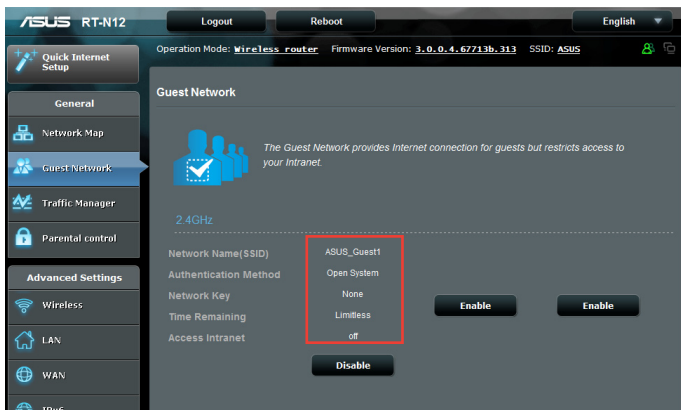 ASUS RT-N12 Logout Reboot English
Operation Mode: Wireless router Firmware Version: 3.0.0.4.67713b.313 SSID: ASUS
Quick Internet
Setup
General
Network Map
Guest Network
Traffic Manager
Parental control
Advanced Settings
Wireless
LAN
WAN
IPv6
Guest Network
The Guest Network provides Internet connection for guests but restricts access to
your Intranet.
2.4GHz
Network Name(SSID) ASUS_Guest1
Authentication Method Open System
Network Key None
Time Remaining Limitless
Access Intranet off
Enable Enable
Disable